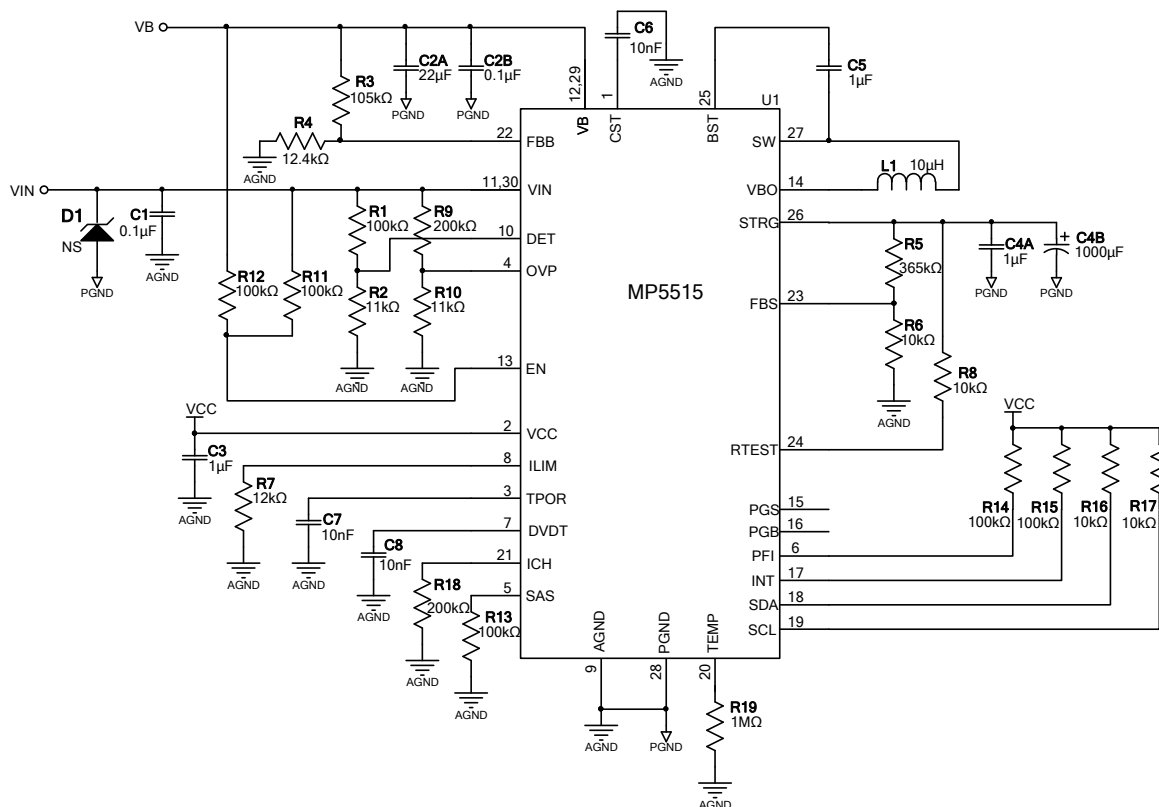 VB
C6
10nF
AGND
C2A
22µF
PGND
C2B
0.1µF
PGND
C5
1µF
R3
105kΩ
R4
12.4kΩ
AGND
12,29
VB
1
CST
25
BST
U1
22
FBB
27
SW
VIN
11,30
VIN
14
VBO
L1
10µH
D1
NS
PGND
C1
0.1µF
AGND
R1
100kΩ
R9
200kΩ
10
DET
4
OVP
26
STRG
R5
365kΩ
C4A
1µF
PGND
+
C4B
1000µF
PGND
R12
100kΩ
R11
100kΩ
R2
11kΩ
AGND
R10
11kΩ
AGND
MP5515
23
FBS
R6
10kΩ
AGND
R8
10kΩ
13
EN
VCC
2
VCC
C3
1µF
AGND
24
RTEST
VCC
8
ILIM
R7
12kΩ
AGND
3
TPOR
C7
10nF
AGND
7
DVDT
C8
10nF
AGND
21
ICH
R18
200kΩ
AGND
5
SAS
R13
100kΩ
AGND
15
PGS
16
PGB
6
PFI
17
INT
18
SDA
19
SCL
R14
100kΩ
R15
100kΩ
R16
10kΩ
R17
10kΩ
AGND
9
PGND
28
TEMP
20
AGND
PGND
R19
1MΩ
AGND